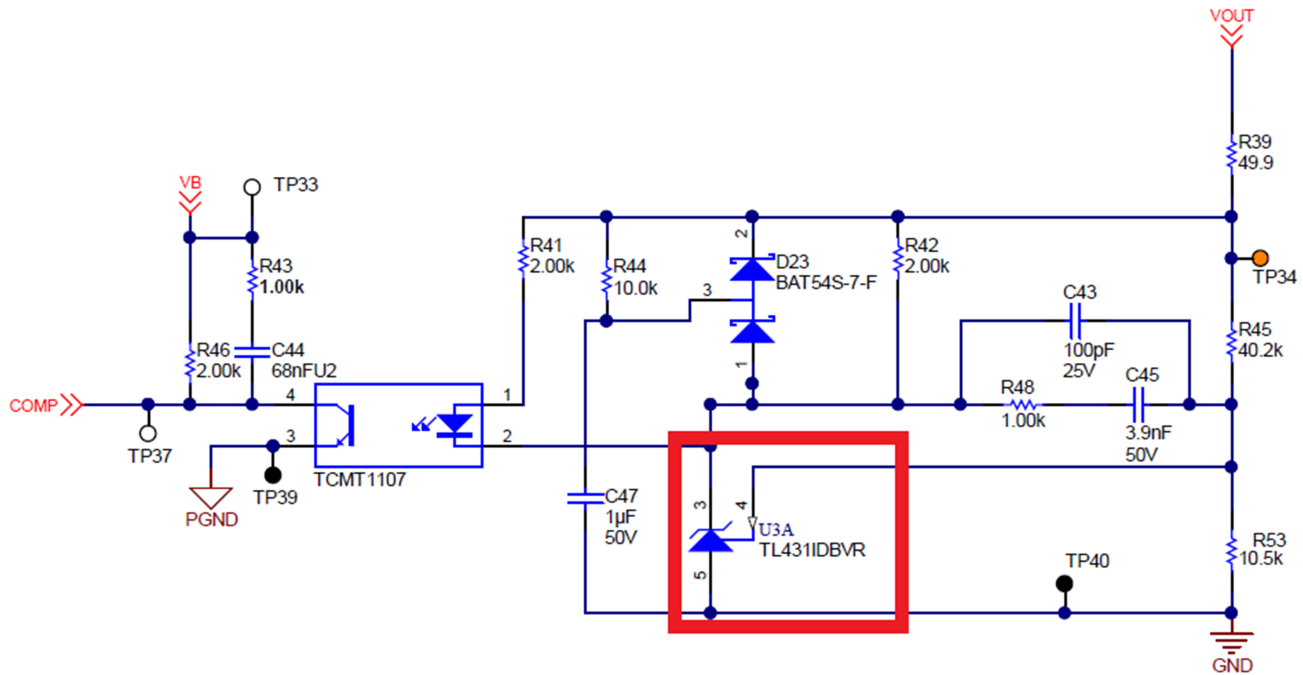 VOUT
R39
49.9
VB
TP33
R43
1.00k
R41
2.00k
R44
10.0k
2
D23
BAT54S-7-F
3
1
R42
2.00k
TP34
C43
100pF
25V
R45
40.2k
R46
2.00k
C44
68nFU2
R48
1.00k
C45
3.9nF
50V
COMP
4
1
3
2
TP37
TP39
TCMT1107
PGND
C47
1µF
50V
3
4
U3A
TL431IDBVR
5
TP40
R53
10.5k
GND